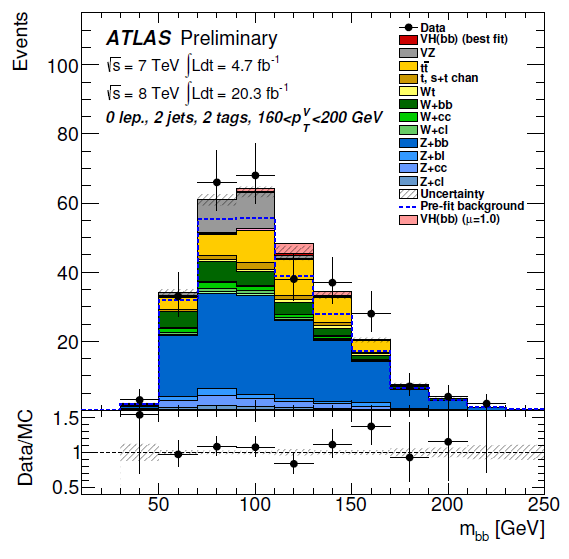 ATLAS Preliminary
√s = 7 TeV ∫Ldt = 4.7 fb⁻¹
√s = 8 TeV ∫Ldt = 20.3 fb⁻¹
0 lep., 2 jets, 2 tags, 160<p_T^V<200 GeV
Data
VH(bb) (best fit)
VZ
tt̄
t, s+t chan
Wt
W+bb
W+cc
W+cl
Z+bb
Z+bl
Z+cc
Z+cl
Uncertainty
Pre-fit background
VH(bb) (μ=1.0)
Events
100
80
60
40
20
Data/MC
1.5
1
0.5
50
100
150
200
250
m_bb [GeV]